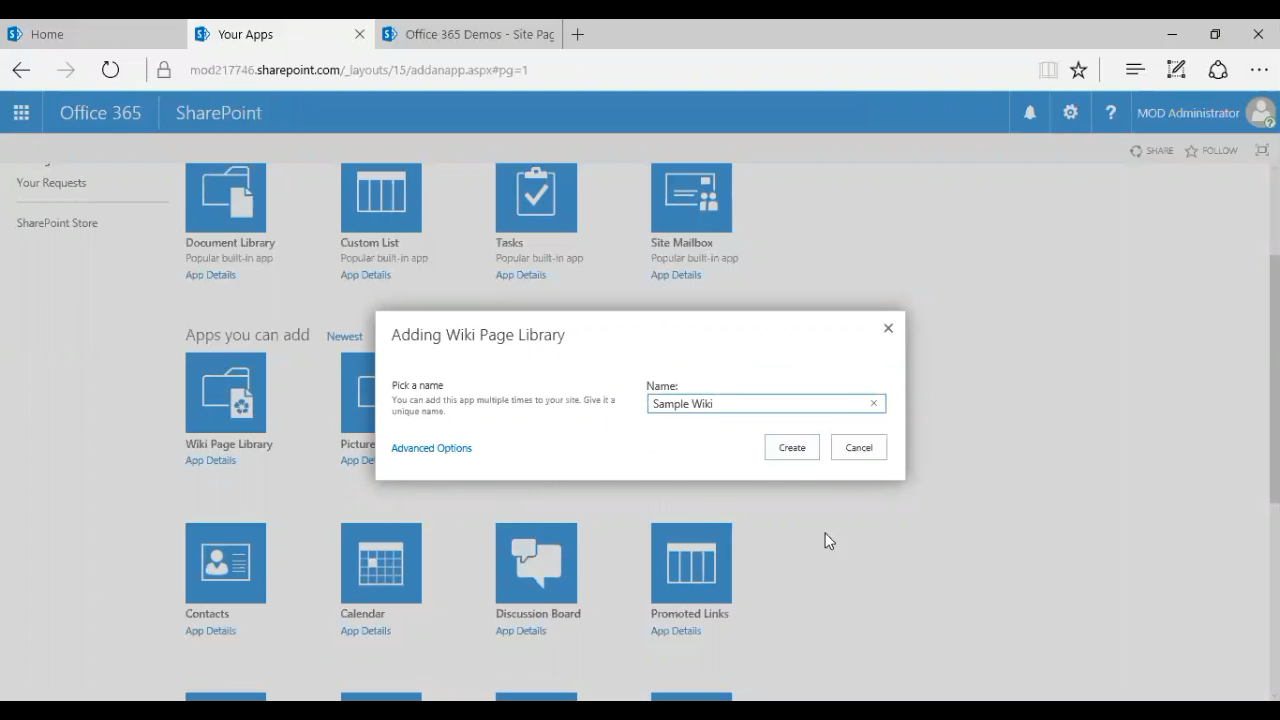 Home
Your Apps
Office 365 Demos - Site Pag
mod217746.sharepoint.com/_layouts/15/addanapp.aspx#pg=1
Office 365
SharePoint
MOD Administrator
SHARE
FOLLOW
Your Requests
SharePoint Store
Document Library
Popular built-in app
App Details
Custom List
Popular built-in app
App Details
Tasks
Popular built-in app
App Details
Site Mailbox
Popular built-in app
App Details
Apps you can add
Newest
Adding Wiki Page Library
Pick a name
You can add this app multiple times to your site. Give it a
unique name.
Name:
Sample Wiki
Advanced Options
Create
Cancel
Wiki Page Library
App Details
Picture
App De
Contacts
App Details
Calendar
App Details
Discussion Board
App Details
Promoted Links
App Details